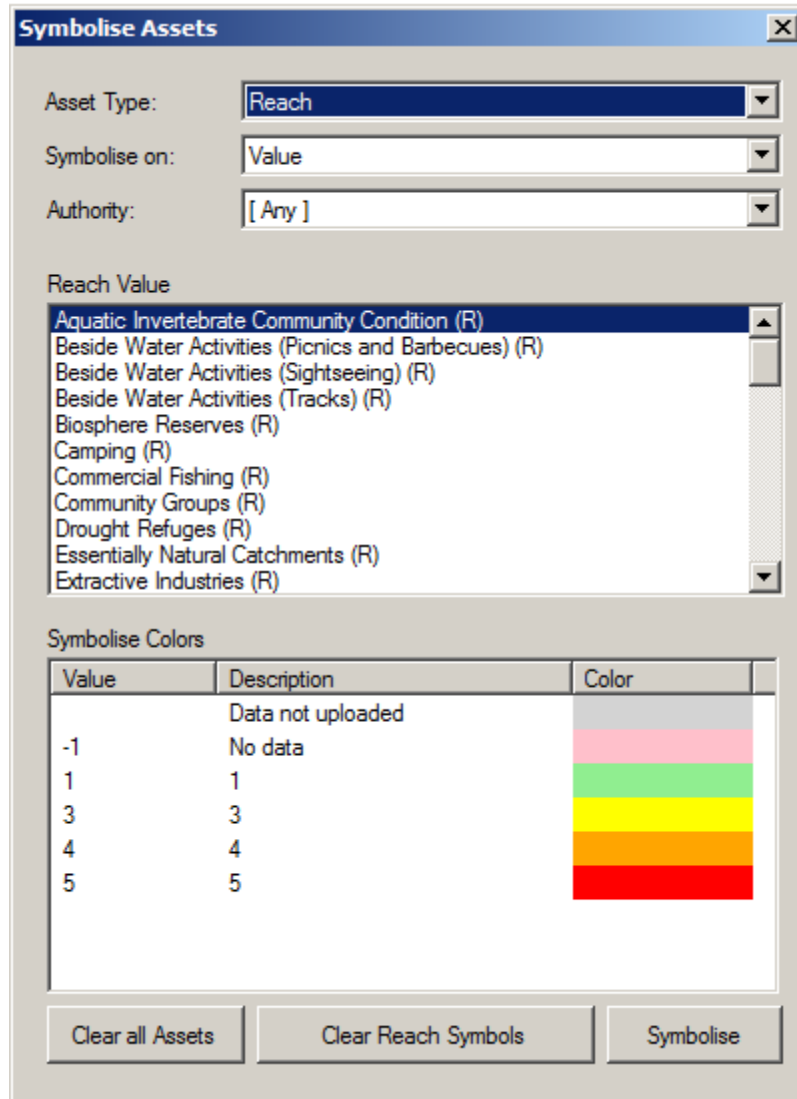 Symbolise Assets
Asset Type: Reach
Symbolise on: Value
Authority: [ Any ]
Reach Value
Aquatic Invertebrate Community Condition (R)
Beside Water Activities (Picnics and Barbecues) (R)
Beside Water Activities (Sightseeing) (R)
Beside Water Activities (Tracks) (R)
Biosphere Reserves (R)
Camping (R)
Commercial Fishing (R)
Community Groups (R)
Drought Refuges (R)
Essentially Natural Catchments (R)
Extractive Industries (R)
Symbolise Colors
Value Description Color
Data not uploaded
-1 No data
1 1
3 3
4 4
5 5
Clear all Assets Clear Reach Symbols Symbolise